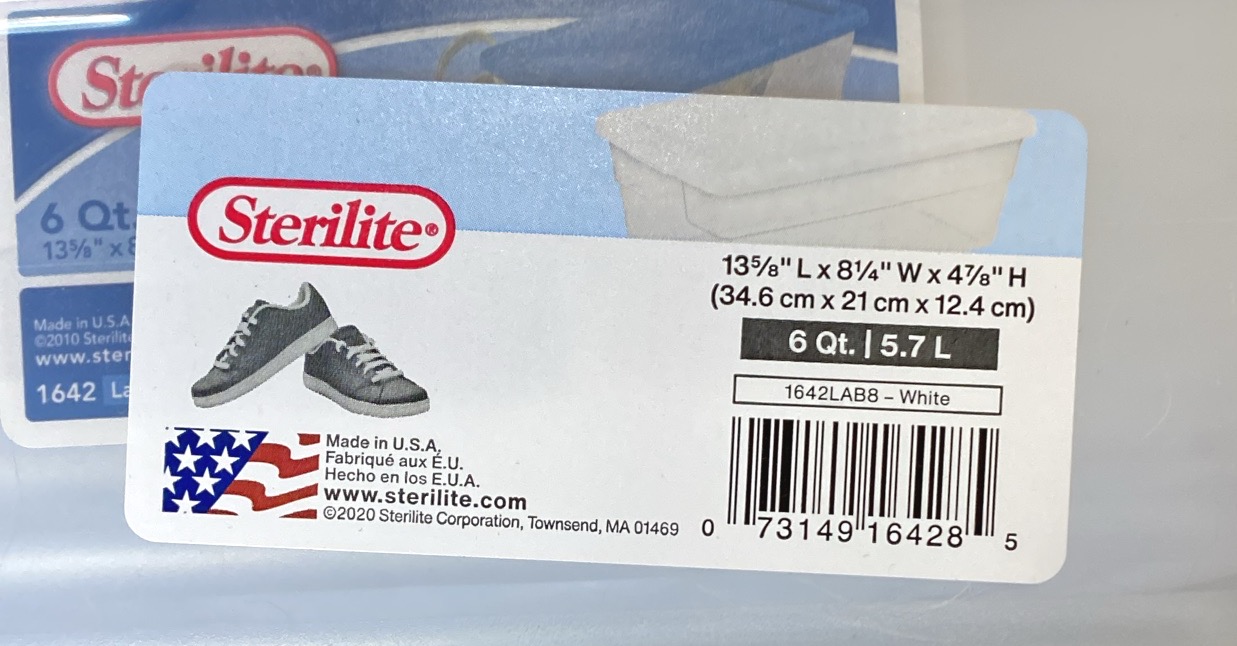 Sterilite
6 Qt.
13⅝" x 8
Made in U.S.A
©2010 Sterilite
www.ster
1642 La
Sterilite®
13⅝" L x 8¼" W x 4⅞" H
(34.6 cm x 21 cm x 12.4 cm)
6 Qt. | 5.7 L
1642LAB8 – White
Made in U.S.A.
Fabriqué aux É.U.
Hecho en los E.U.A.
www.sterilite.com
©2020 Sterilite Corporation, Townsend, MA 01469
0 73149 16428 5